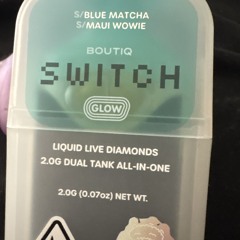 S/BLUE MATCHA
S/MAUI WOWIE
BOUTIQ
SWITCH
GLOW
LIQUID LIVE DIAMONDS
2.0G DUAL TANK ALL-IN-ONE
2.0G (0.07oz) NET WT.